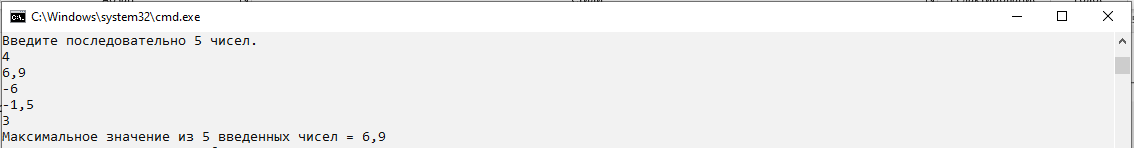 C:\Windows\system32\cmd.exe
Введите последовательно 5 чисел.
4
6,9
-6
-1,5
3
Максимальное значение из 5 введенных чисел = 6,9